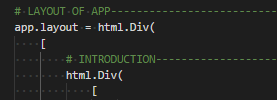 # LAYOUT OF APP--------------------------
app.layout = html.Div(
    [
        # INTRODUCTION-------------------
        html.Div(
            [